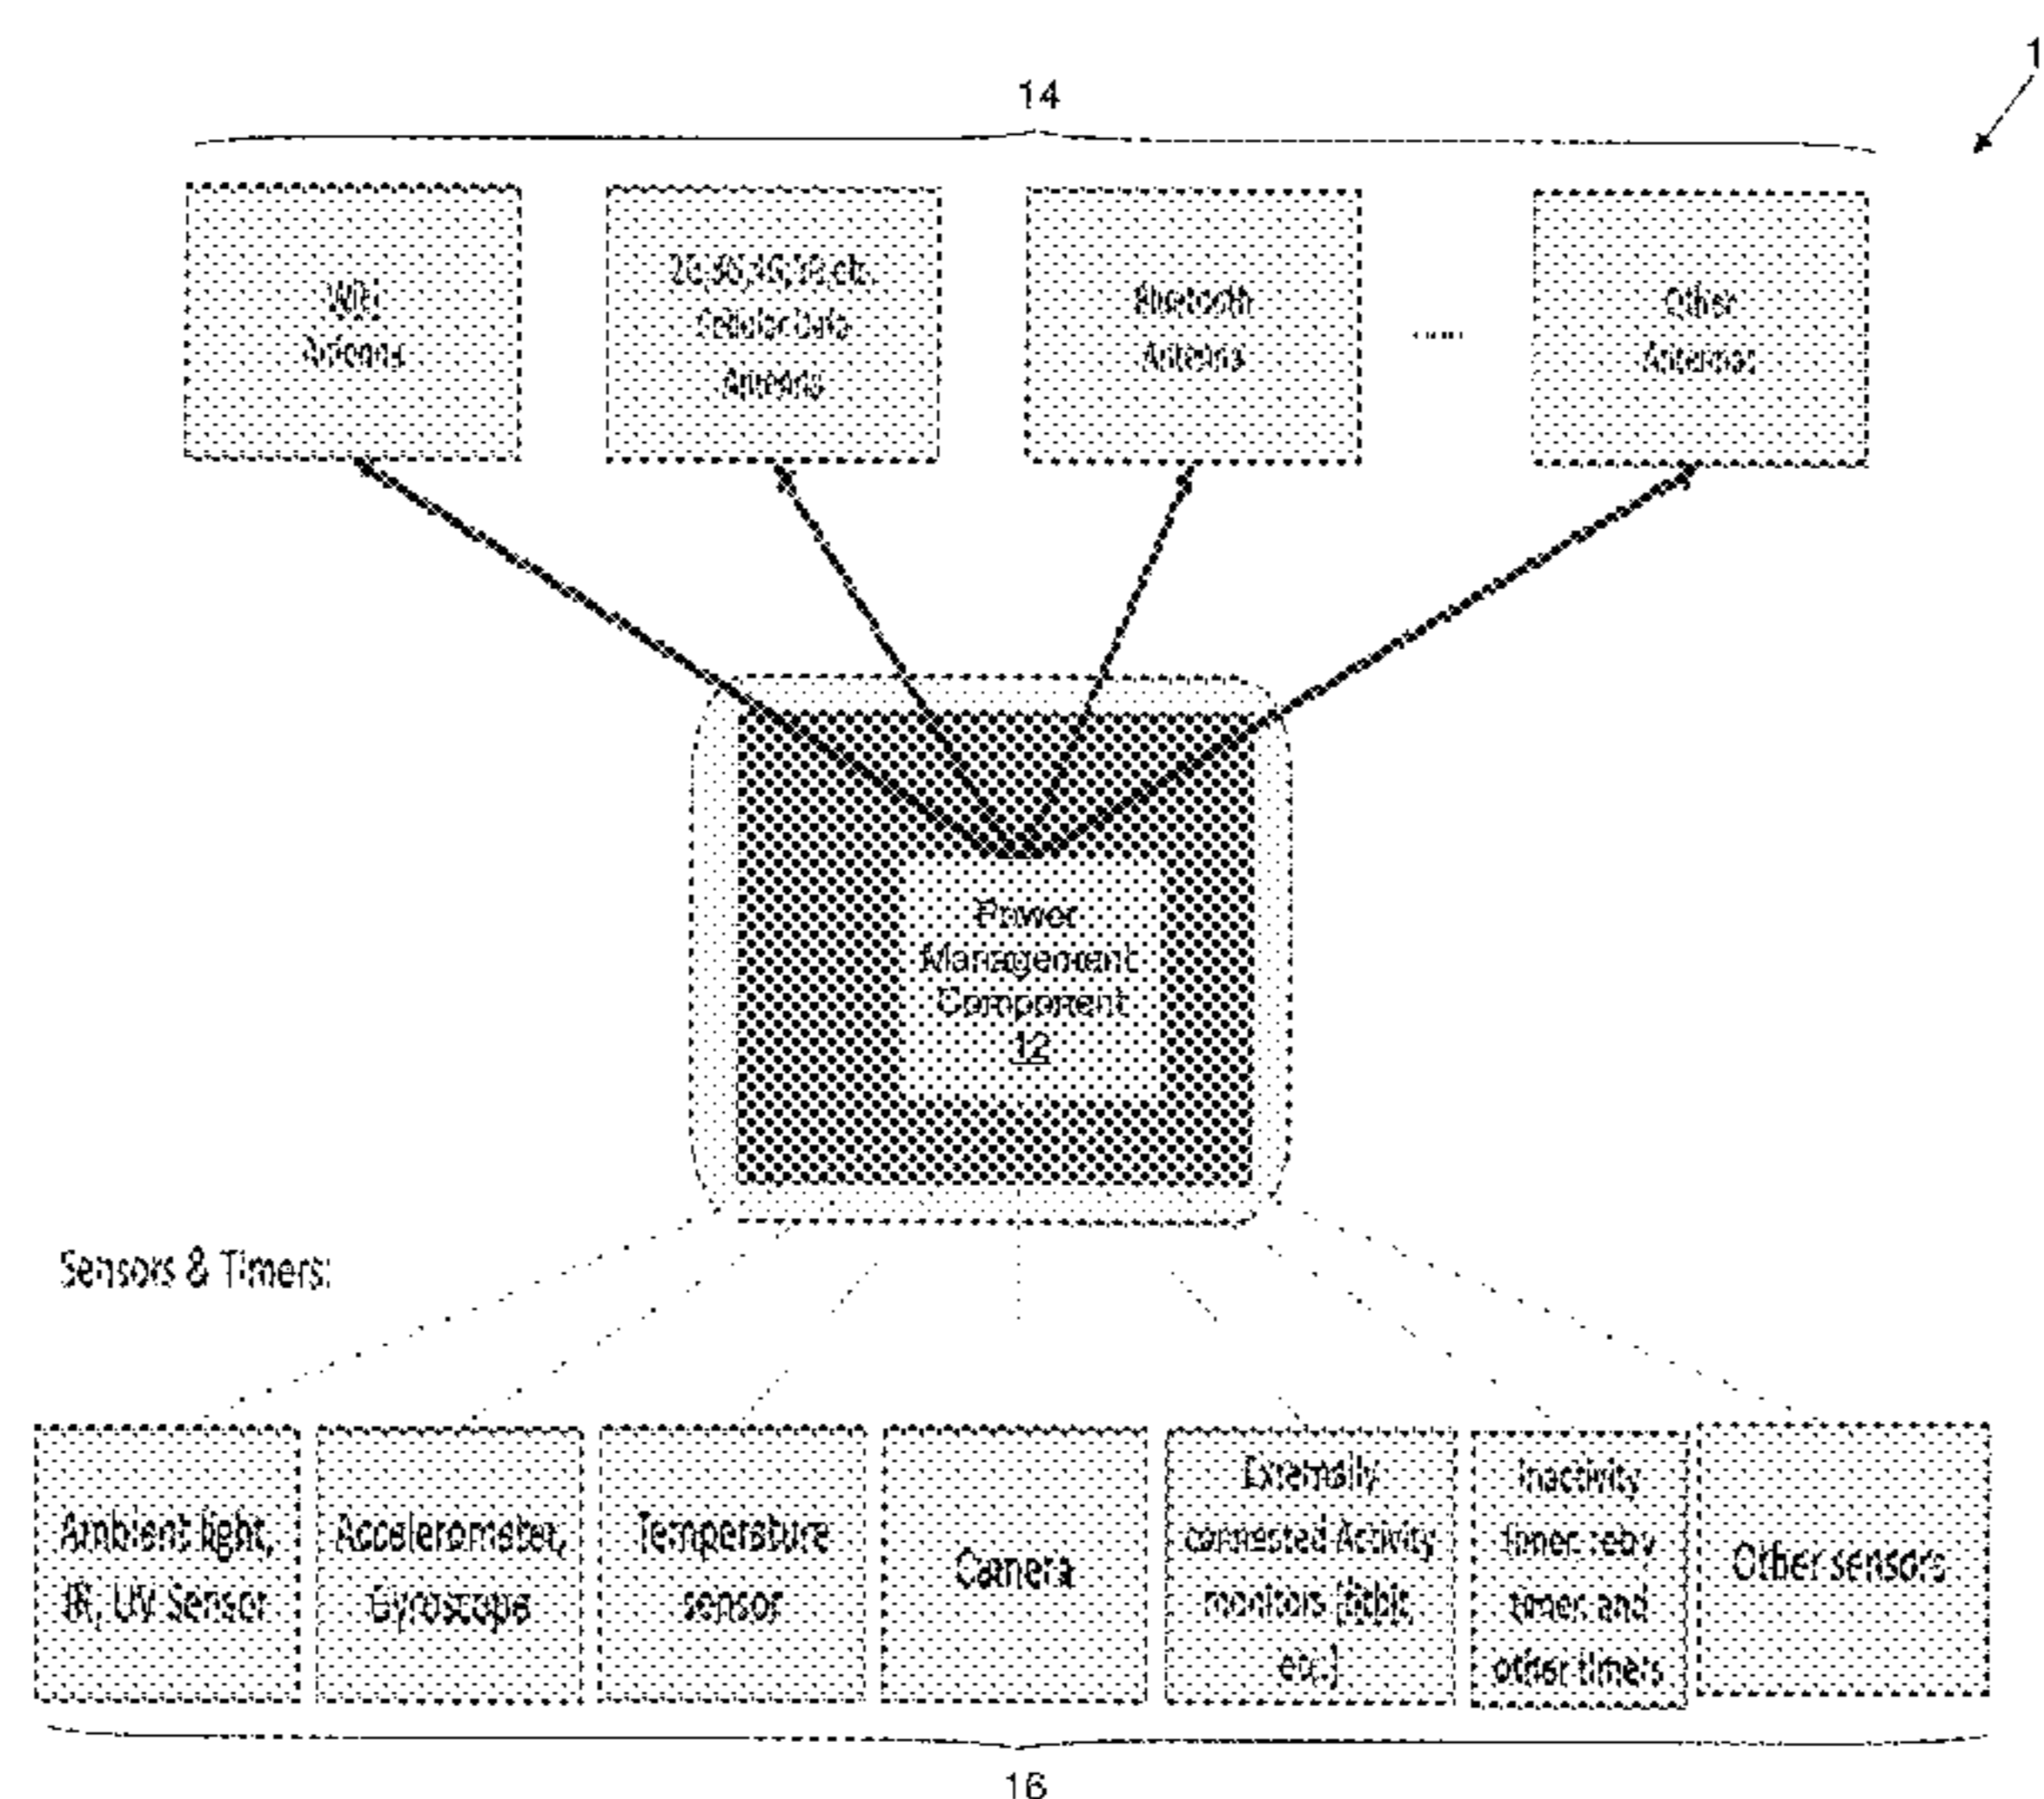 1
14
Wifi
Antenna
2G,3G,4G,5G,etc.
Cellular Data
Antenna
Bluetooth
Antenna
.....
Other
Antennas
Power
Management
Component
12
Sensors & Timers:
Ambient light,
IR, UV Sensor
Accelerometer,
Gyroscope
Temperature
sensor
Camera
Externally
connected Activity
monitors [fitbit,
etc.]
Inactivity
timer
timer and
other timers
Other sensors
16